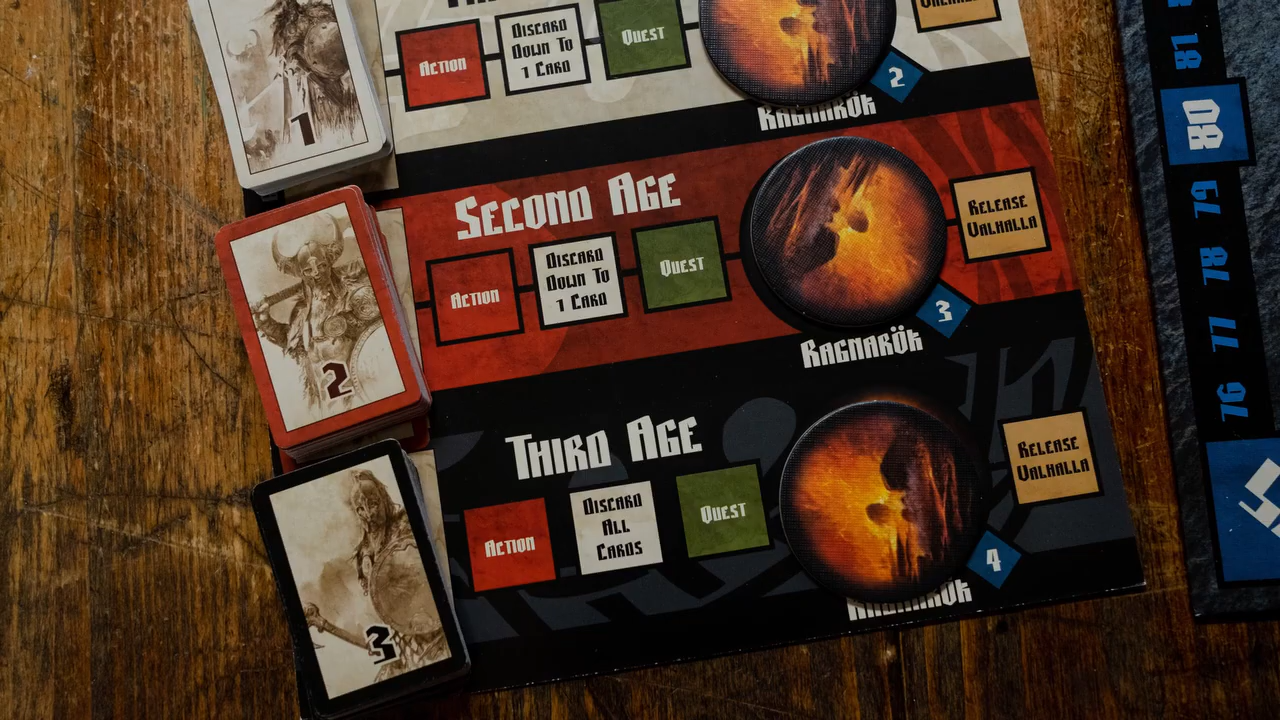 Action
Discard
Down To
1 Card
Quest
Valhalla
2
Ragnarök
1
Second Age
Action
Discard
Down To
1 Card
Quest
Release
Valhalla
3
Ragnarök
2
Third Age
Action
Discard
All
Cards
Quest
Release
Valhalla
4
Ragnarök
3
81
80
79
78
77
76